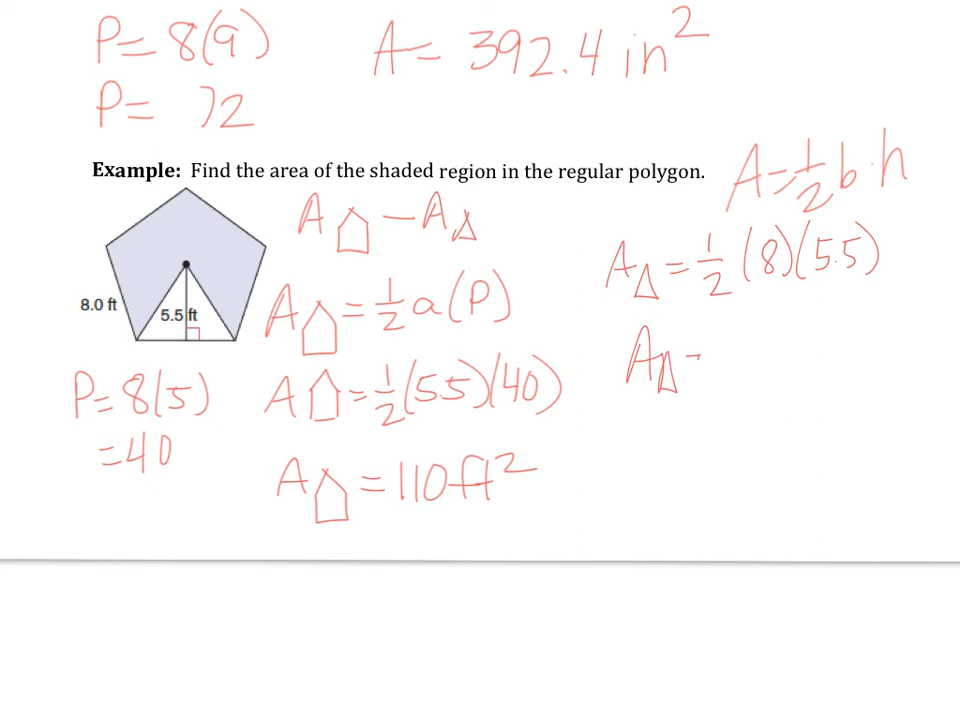 P = 8(9)
A = 392.4 in²
P = 72
Example: Find the area of the shaded region in the regular polygon.
A = ½ b·h
A⌂ − A△
A△ = ½ (8)(5.5)
8.0 ft
5.5 ft
A⌂ = ½ a(P)
A△ =
P = 8(5)
A⌂ = ½ (5.5)(40)
= 40
A⌂ = 110 ft²